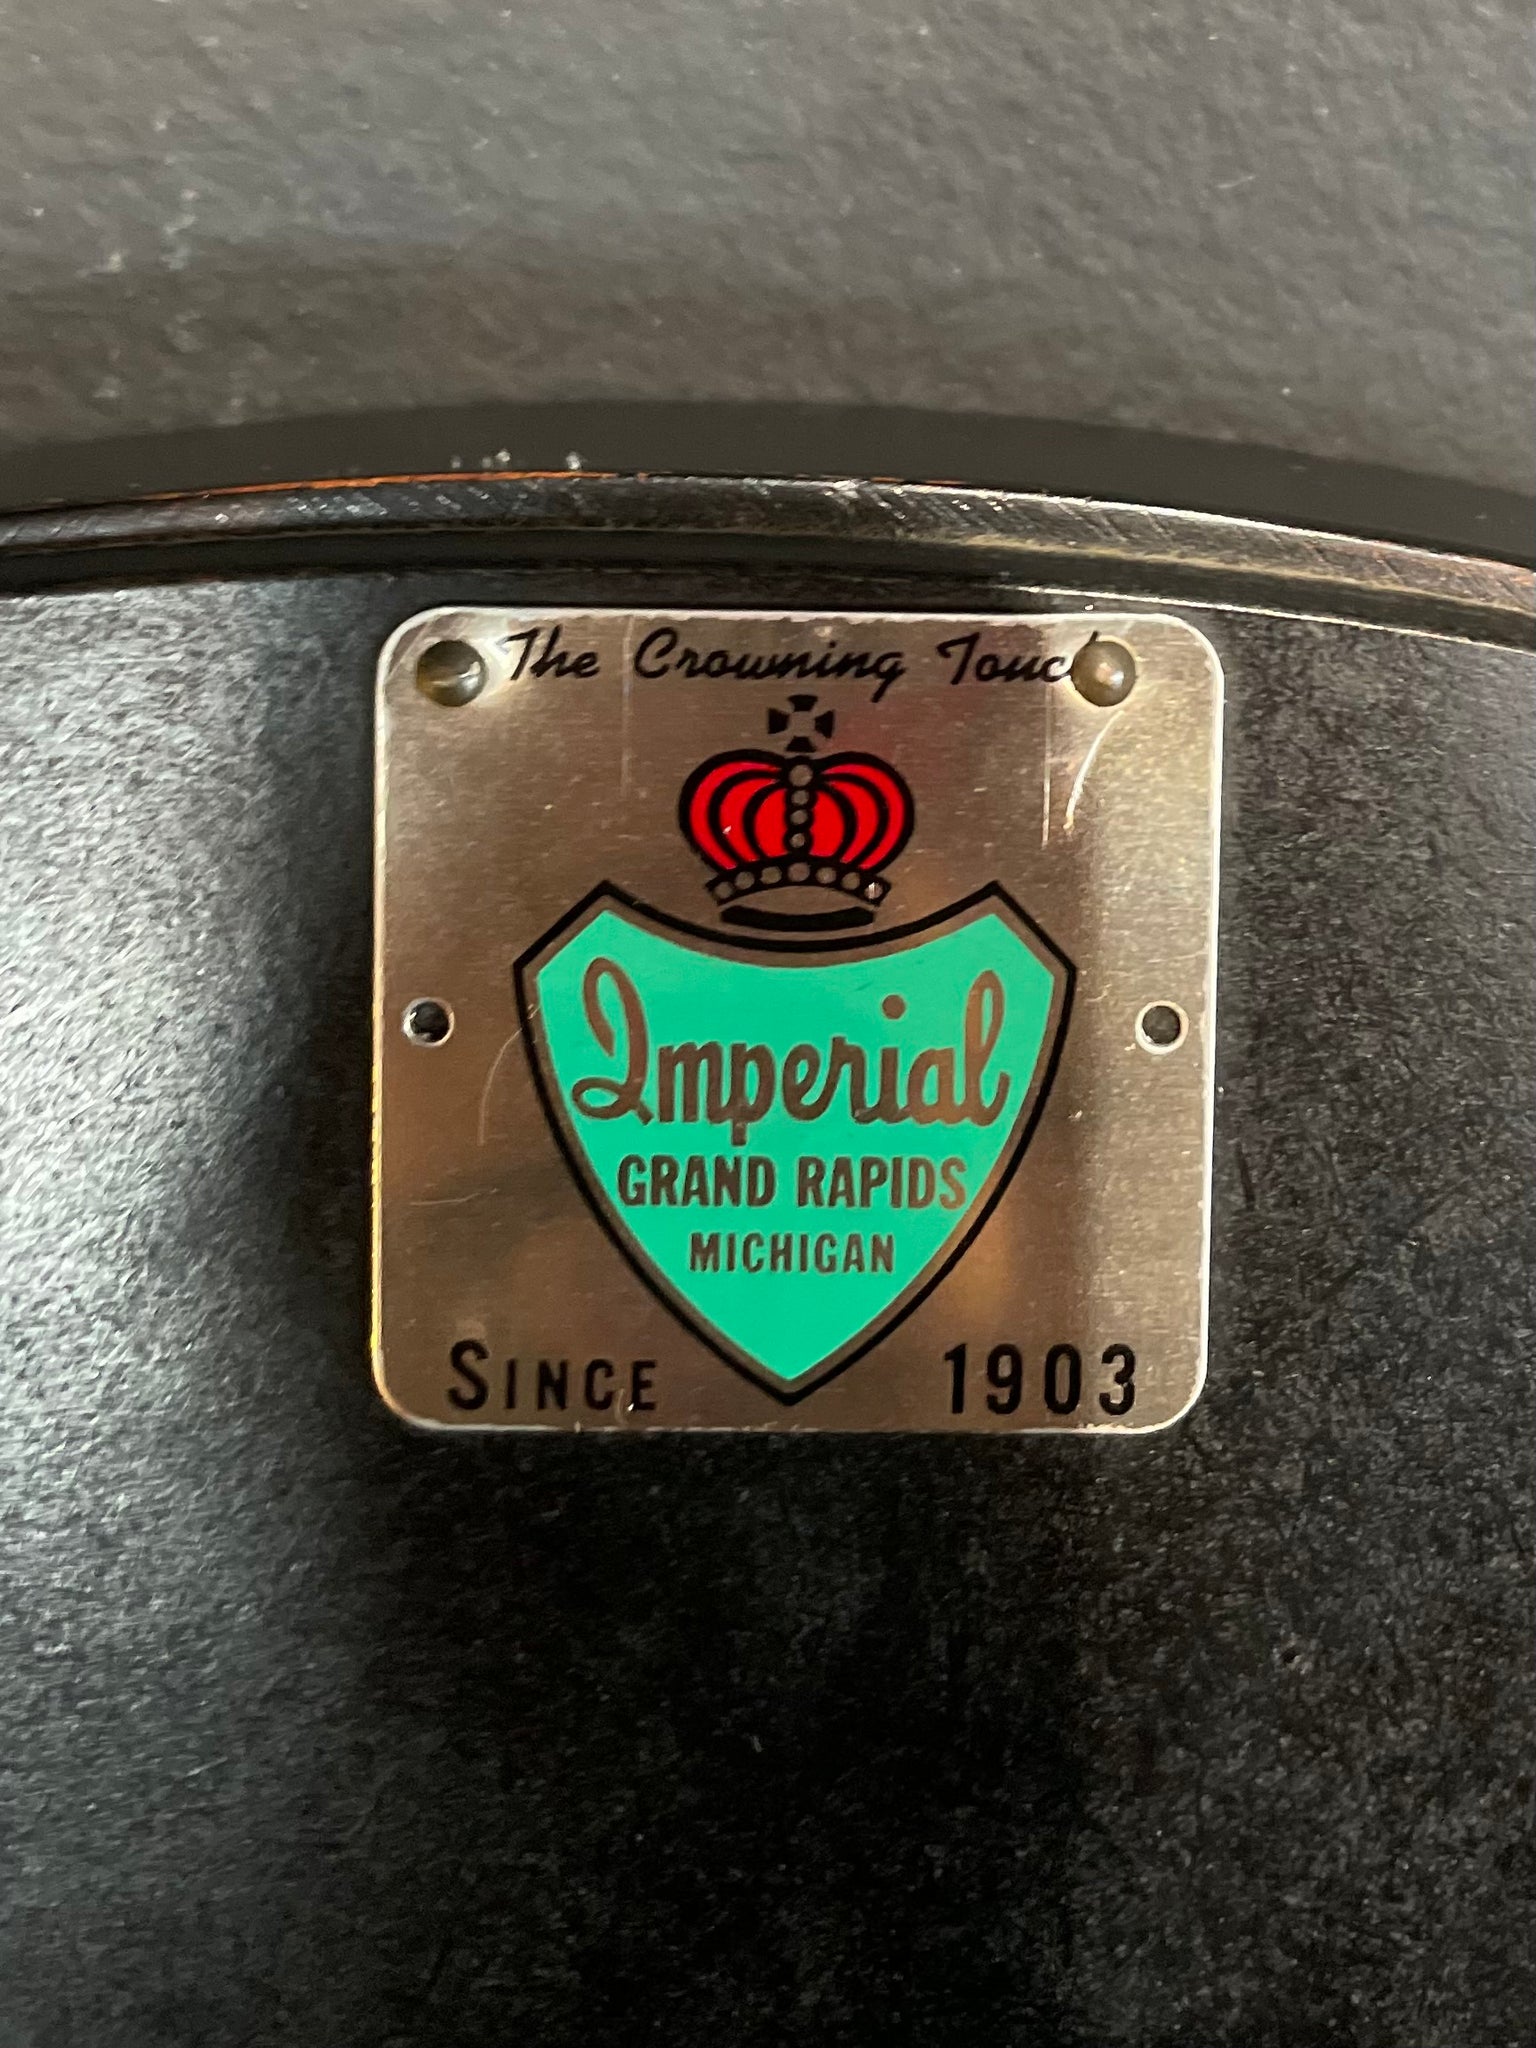 The Crowning Touch
Imperial
GRAND RAPIDS
MICHIGAN
SINCE 1903